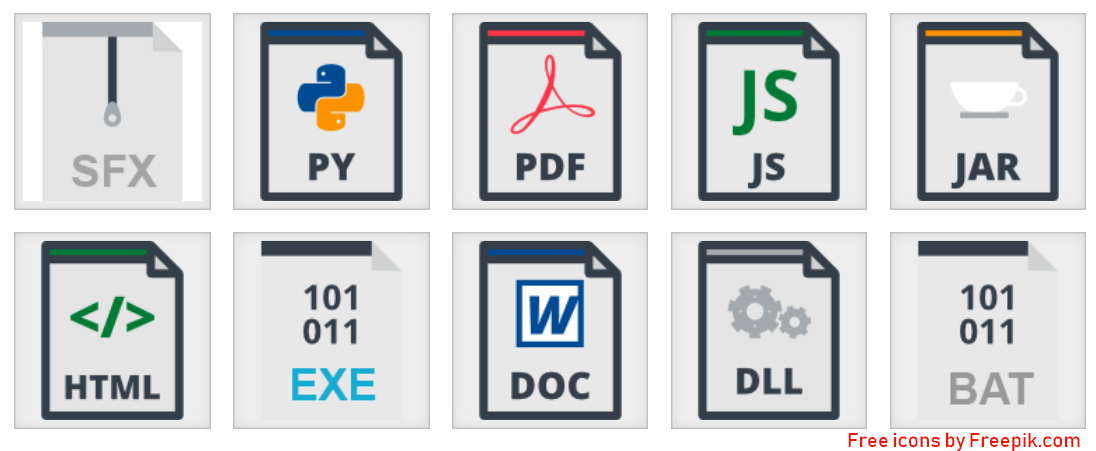 SFX
PY
PDF
JS
JS
JAR
</>
HTML
101
011
EXE
W
DOC
DLL
101
011
BAT
Free icons by Freepik.com